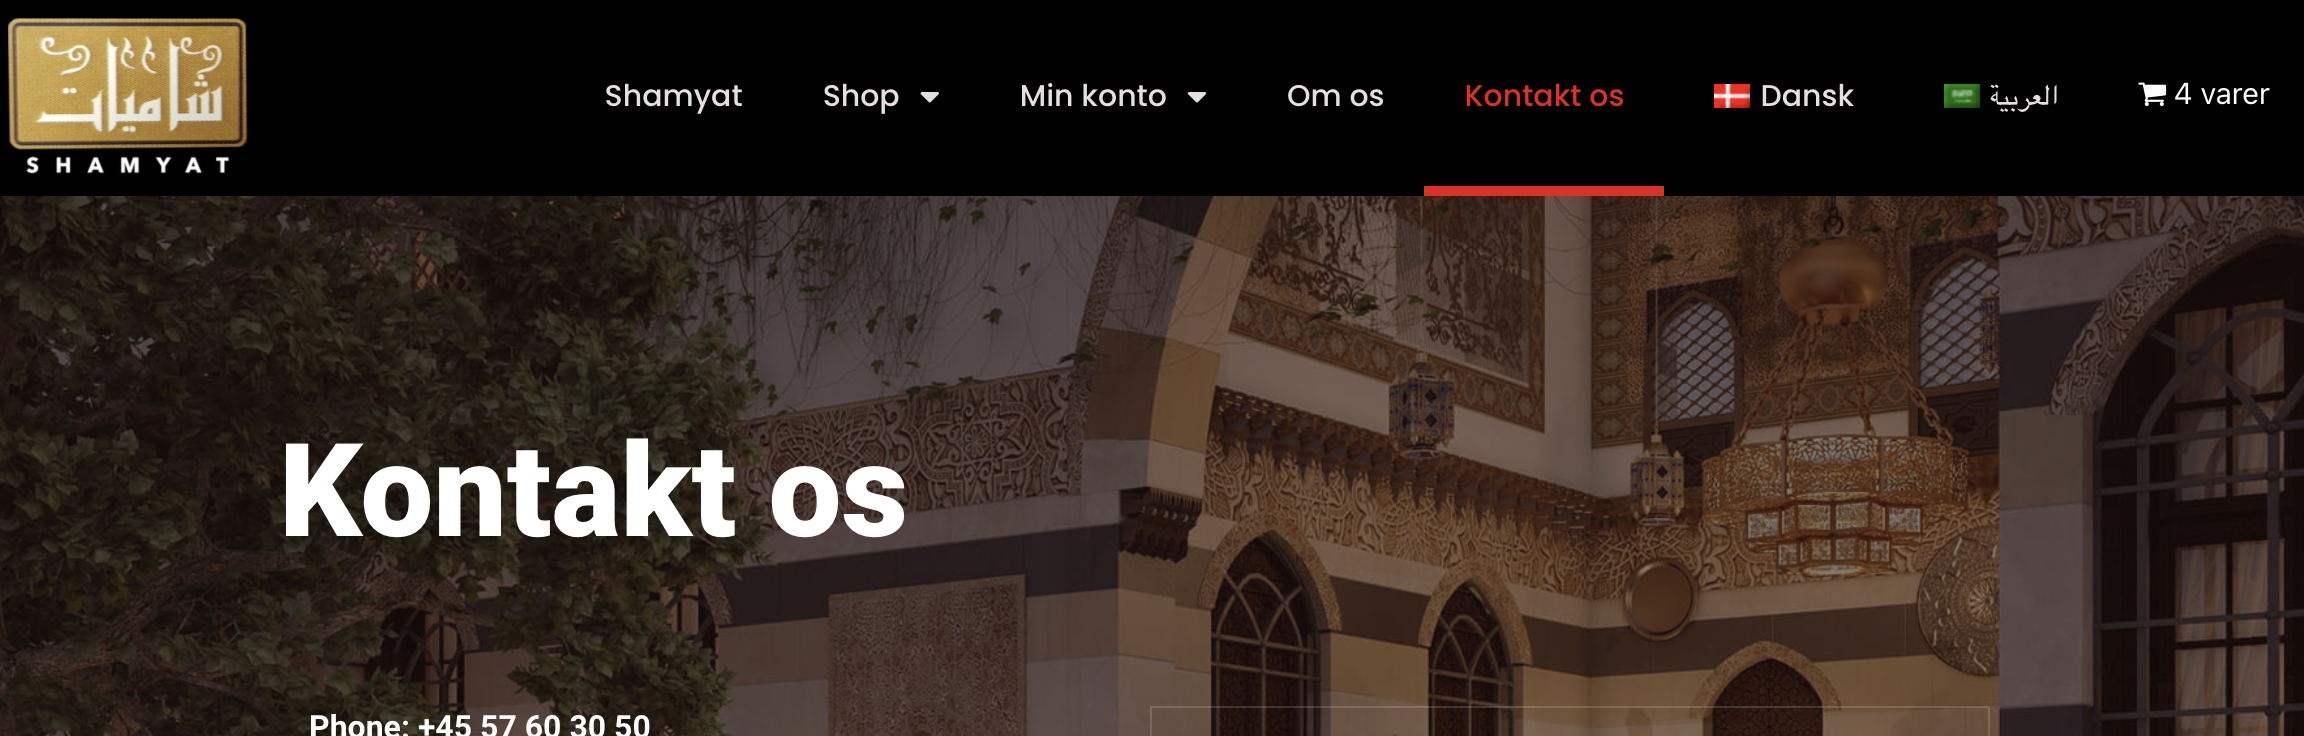 شاميات
SHAMYAT
Shamyat Shop Min konto Om os Kontakt os Dansk العربية 4 varer
Kontakt os
Phone: +45 57 60 30 50